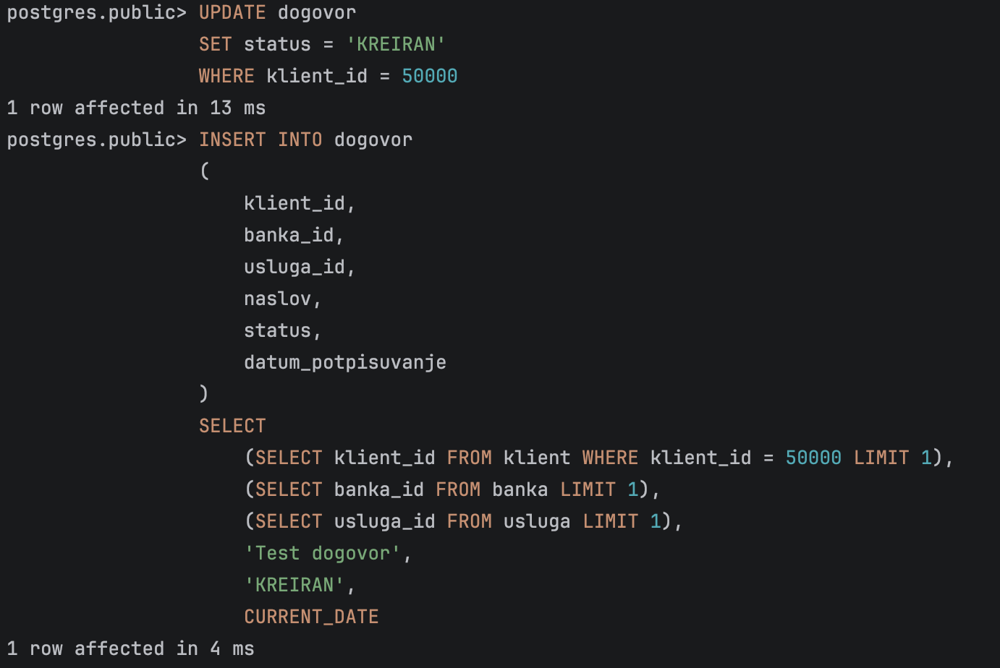 postgres.public> UPDATE dogovor
SET status = 'KREIRAN'
WHERE klient_id = 50000
1 row affected in 13 ms
postgres.public> INSERT INTO dogovor
(
klient_id,
banka_id,
usluga_id,
naslov,
status,
datum_potpisuvanje
)
SELECT
(SELECT klient_id FROM klient WHERE klient_id = 50000 LIMIT 1),
(SELECT banka_id FROM banka LIMIT 1),
(SELECT usluga_id FROM usluga LIMIT 1),
'Test dogovor',
'KREIRAN',
CURRENT_DATE
1 row affected in 4 ms